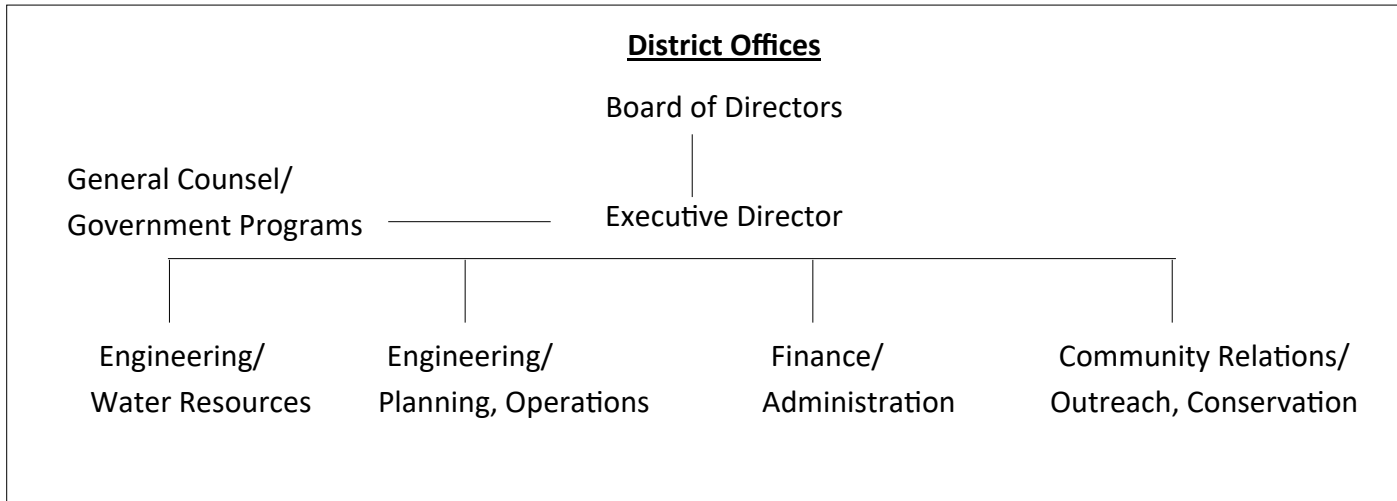 District Offices
Board of Directors
General Counsel/
Government Programs
Executive Director
Engineering/
Water Resources
Engineering/
Planning, Operations
Finance/
Administration
Community Relations/
Outreach, Conservation